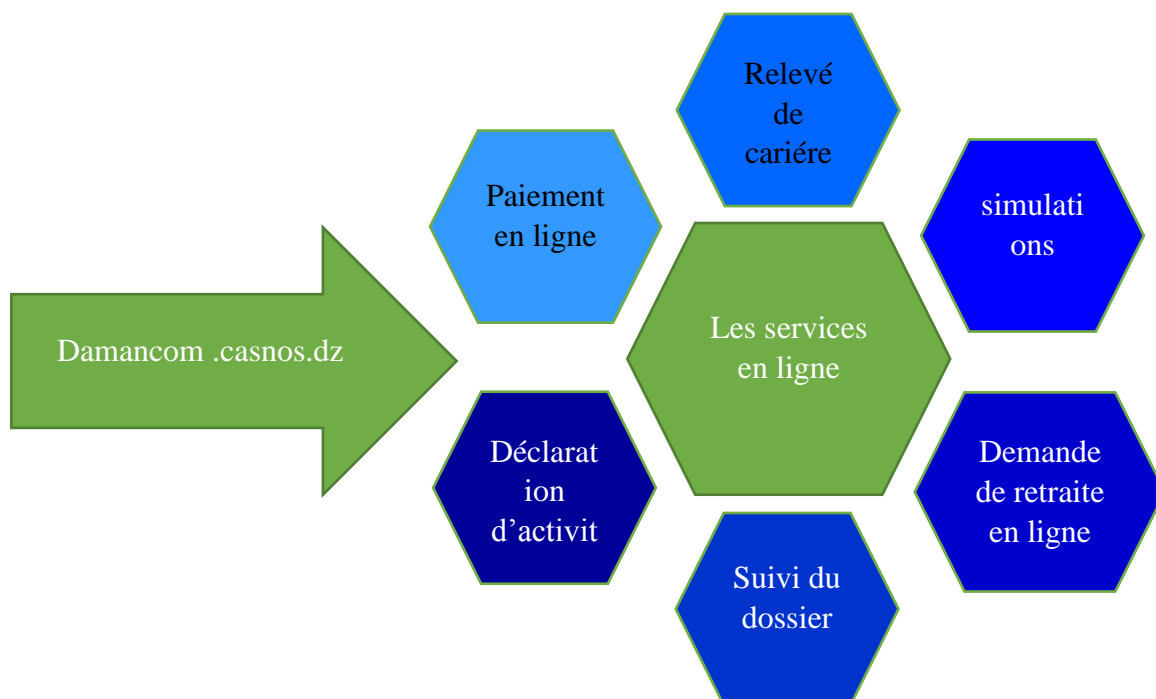 Damancom .casnos.dz
Les services
en ligne
Relevé
de
cariére
simulati
ons
Demande
de retraite
en ligne
Suivi du
dossier
Déclarat
ion
d’activit
Paiement
en ligne